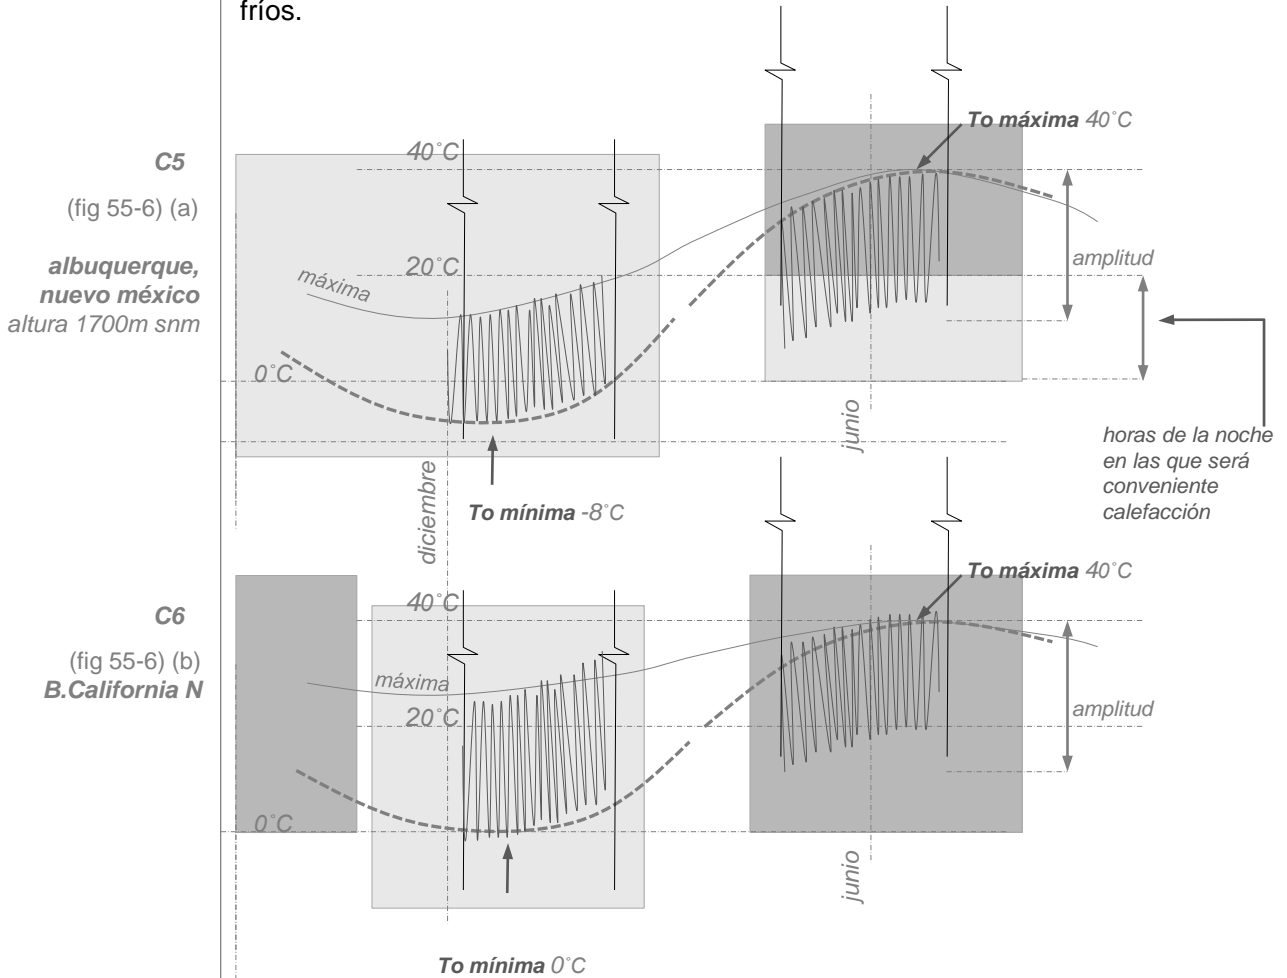 fríos.
To máxima 40°C
40°C
C5
(fig 55-6) (a)
albuquerque,
nuevo méxico
altura 1700m snm
20°C
máxima
amplitud
0°C
junio
horas de la noche
en las que será
conveniente
calefacción
diciembre
To mínima -8°C
To máxima 40°C
40°C
C6
(fig 55-6) (b)
B.California N
máxima
20°C
amplitud
0°C
junio
To mínima 0°C